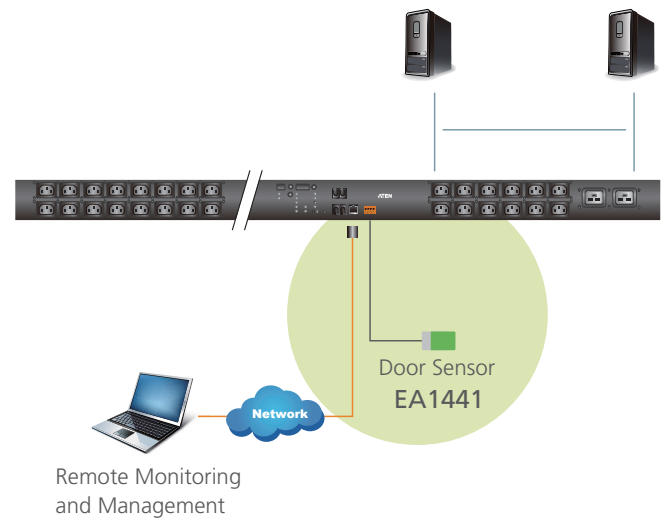 ATEN
Door Sensor
EA1441
Network
Remote Monitoring
and Management